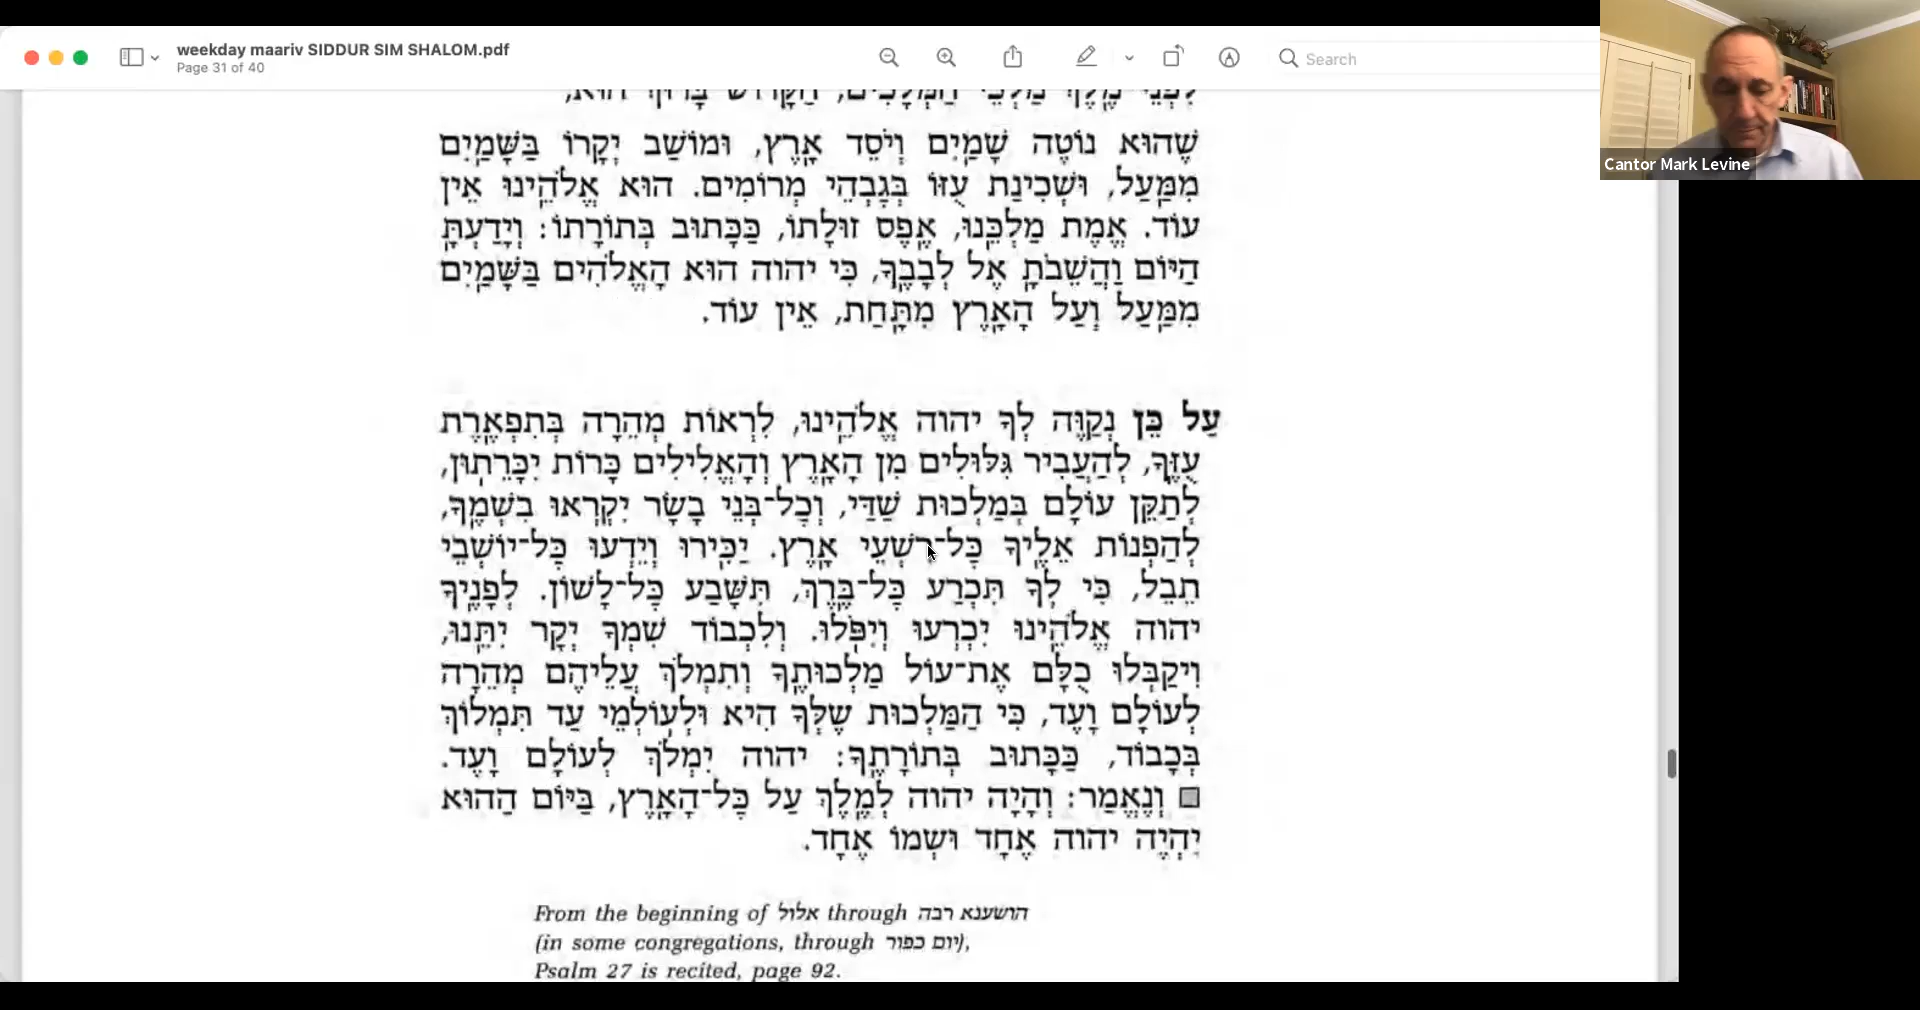 weekday maariv SIDDUR SIM SHALOM.pdf
Page 31 of 40
Search
Cantor Mark Levine
לִפְנֵי מֶֽלֶךְ מַלְכֵי הַמְּלָכִים, הַקָּדוֹשׁ בָּרוּךְ הוּא,
שֶׁהוּא נוֹטֶה שָׁמַֽיִם וְיֹסֵד אָֽרֶץ, וּמוֹשַׁב יְקָרוֹ בַּשָּׁמַֽיִם
מִמַּֽעַל, וּשְׁכִינַת עֻזּוֹ בְּגָבְהֵי מְרוֹמִים. הוּא אֱלֹהֵֽינוּ אֵין
עוֹד. אֱמֶת מַלְכֵּֽנוּ, אֶֽפֶס זוּלָתוֹ, כַּכָּתוּב בְּתוֹרָתוֹ: וְיָדַעְתָּֽ
הַיּוֹם וַהֲשֵׁבֹתָֽ אֶל לְבָבֶֽךָ, כִּי יהוה הוּא הָאֱלֹהִים בַּשָּׁמַֽיִם
מִמַּֽעַל וְעַל הָאָֽרֶץ מִתָּֽחַת, אֵין עוֹד.
עַל כֵּן נְקַוֶּה לְּךָ יהוה אֱלֹהֵֽינוּ, לִרְאוֹת מְהֵרָה בְּתִפְאֶֽרֶת
עֻזֶּֽךָ, לְהַעֲבִיר גִּלּוּלִים מִן הָאָֽרֶץ וְהָאֱלִילִים כָּרוֹת יִכָּרֵתֽוּן,
לְתַקֵּן עוֹלָם בְּמַלְכוּת שַׁדַּי, וְכָל־בְּנֵי בָשָׂר יִקְרְאוּ בִשְׁמֶֽךָ,
לְהַפְנוֹת אֵלֶֽיךָ כָּל־רִשְׁעֵי אָֽרֶץ. יַכִּֽירוּ וְיֵדְעוּ כָּל־יוֹשְׁבֵי
תֵבֵל, כִּי לְךָ תִּכְרַע כָּל־בֶּֽרֶךְ, תִּשָּׁבַע כָּל־לָשׁוֹן. לְפָנֶֽיךָ
יהוה אֱלֹהֵֽינוּ יִכְרְעוּ וְיִפֹּֽלוּ. וְלִכְבוֹד שִׁמְךָ יְקָר יִתֵּֽנוּ,
וִיקַבְּלוּ כֻלָּם אֶת־עוֹל מַלְכוּתֶֽךָ וְתִמְלֹךְ עֲלֵיהֶם מְהֵרָה
לְעוֹלָם וָעֶד, כִּי הַמַּלְכוּת שֶׁלְּךָ הִיא וּלְעֽוֹלְמֵי עַד תִּמְלוֹךְ
בְּכָבוֹד, כַּכָּתוּב בְּתוֹרָתֶֽךָ: יהוה יִמְלֹךְ לְעוֹלָם וָעֶד.
וְנֶאֱמַר: וְהָיָה יהוה לְמֶֽלֶךְ עַל כָּל־הָאָֽרֶץ, בַּיּוֹם הַהוּא
יִהְיֶה יהוה אֶחָד וּשְׁמוֹ אֶחָד.
From the beginning of אלול through הושענא רבה
(in some congregations, through יום כפור),
Psalm 27 is recited, page 92.